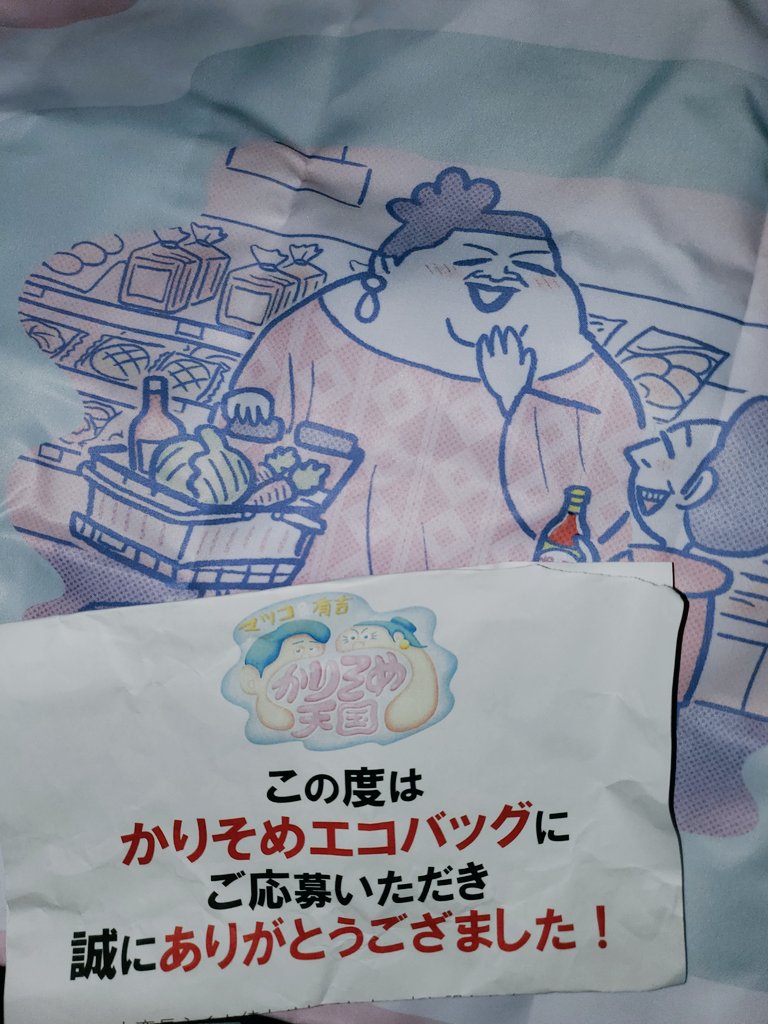 マツコ 有吉
かりそめ
天国
この度は
かりそめエコバッグに
ご応募いただき
誠にありがとうございました！